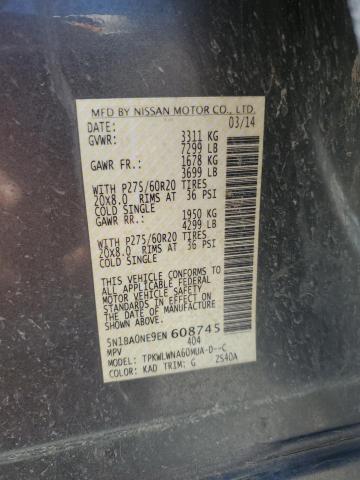 MFD BY NISSAN MOTOR CO., LTD.
DATE: 03/14
GVWR: 3311 KG
7299 LB
GAWR FR.: 1678 KG
3699 LB
WITH P275/60R20 TIRES
20X8.0 RIMS AT 36 PSI
COLD SINGLE
GAWR RR.: 1950 KG
4299 LB
WITH P275/60R20 TIRES
20X8.0 RIMS AT 36 PSI
COLD SINGLE
THIS VEHICLE CONFORMS TO
ALL APPLICABLE FEDERAL
MOTOR VEHICLE SAFETY
STANDARDS IN EFFECT ON
THE DATE OF MANUFACTURE
SHOWN ABOVE.
5N1BA0NE9EN 608745
MPV 404
MODEL: TPKWLWNA60MUA-D--C
COLOR: KAD TRIM: G 2S40A